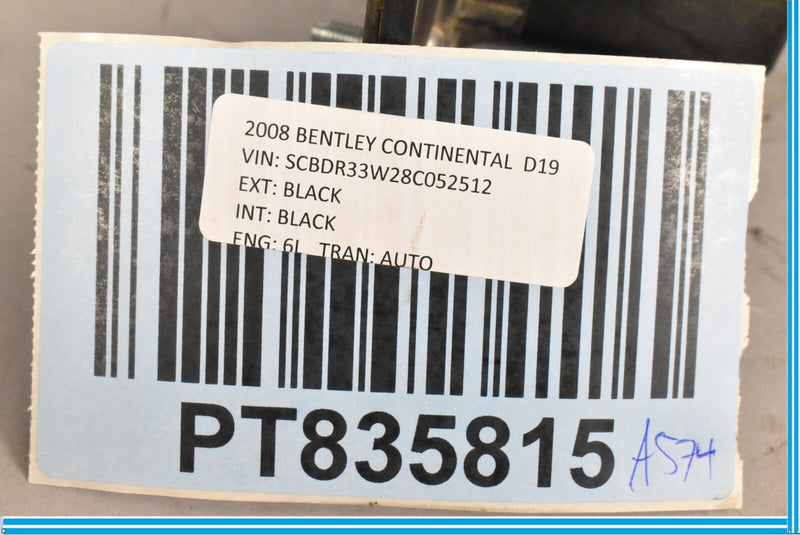 2008 BENTLEY CONTINENTAL D19
VIN: SCBDR33W28C052512
EXT: BLACK
INT: BLACK
ENG: 6L TRAN: AUTO
PT835815
A574